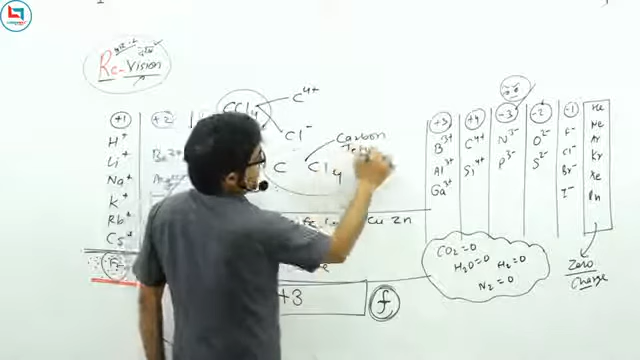 Re-Vision
+1
H⁺
Li⁺
Na⁺
K⁺
Rb⁺
Cs⁺
Fr
+2
Be²⁺
CCl₄
C⁴⁺
Cl⁻
C Cl₄
Carbon
Cu Zn
+3
f
+3
B³⁺
Al³⁺
Ga³⁺
+4
C⁴⁺
Si⁴⁺
-3
N³⁻
P³⁻
-2
O²⁻
S²⁻
-1
F⁻
Cl⁻
Br⁻
I⁻
He
Ne
Ar
Kr
Xe
Rn
CO₂=0
H₂O=0 H₂=0
N₂=0
Zero
Charge